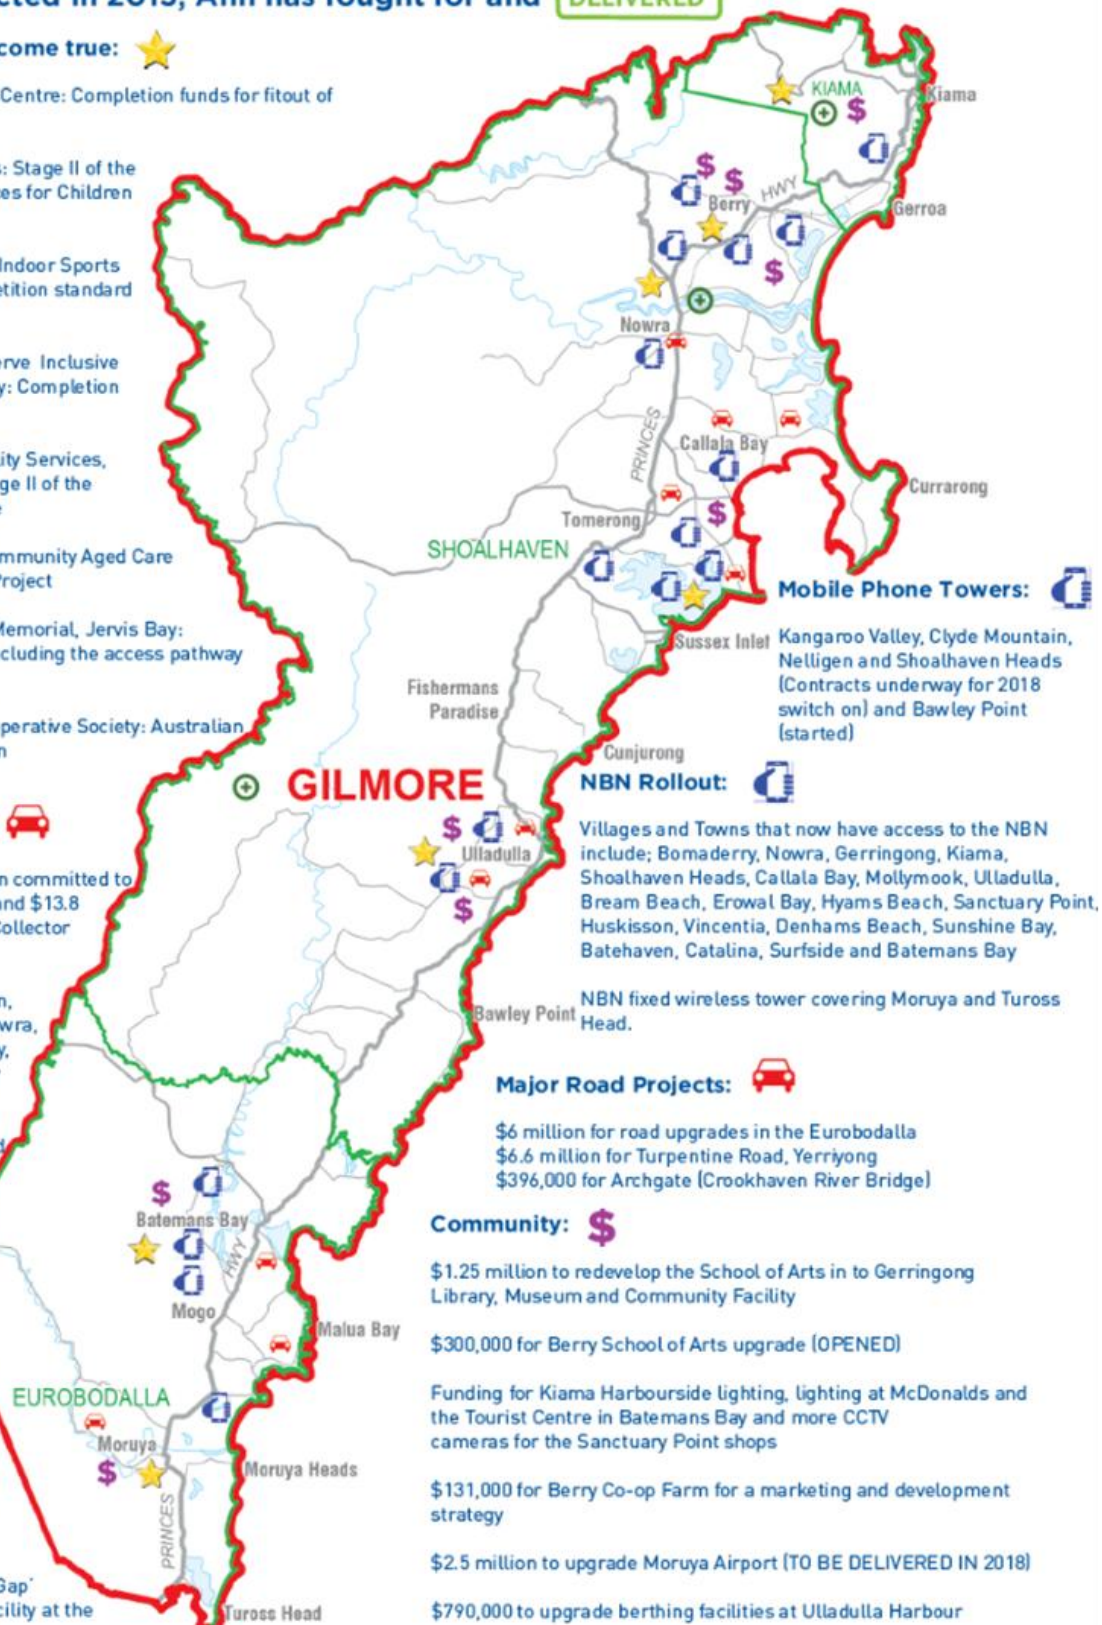 cted in 2013, Ann has fought for and DELIVERED
come true:
Centre: Completion funds for fitout of
s: Stage II of the
es for Children
Indoor Sports
etition standard
erve Inclusive
y: Completion
ity Services,
ge II of the
mmunity Aged Care
Project
Memorial, Jervis Bay:
cluding the access pathway
perative Society: Australian
n
n committed to
and $13.8
Collector
n,
wra,
y,
Gap'
cility at the
KIAMA
Kiama
Berry
HWY
Gerroa
Nowra
PRINCES
Callala Bay
Currarong
Tomerong
SHOALHAVEN
Sussex Inlet
Fishermans
Paradise
Cunjurong
GILMORE
Ulladulla
Bawley Point
Batemans Bay
HWY
Mogo
Malua Bay
EUROBODALLA
Moruya
Moruya Heads
PRINCES
Tuross Head
Mobile Phone Towers:
Kangaroo Valley, Clyde Mountain,
Nelligen and Shoalhaven Heads
(Contracts underway for 2018
switch on) and Bawley Point
(started)
NBN Rollout:
Villages and Towns that now have access to the NBN
include; Bomaderry, Nowra, Gerringong, Kiama,
Shoalhaven Heads, Callala Bay, Mollymook, Ulladulla,
Bream Beach, Erowal Bay, Hyams Beach, Sanctuary Point,
Huskisson, Vincentia, Denhams Beach, Sunshine Bay,
Batehaven, Catalina, Surfside and Batemans Bay
NBN fixed wireless tower covering Moruya and Tuross
Head.
Major Road Projects:
$6 million for road upgrades in the Eurobodalla
$6.6 million for Turpentine Road, Yerriyong
$396,000 for Archgate (Crookhaven River Bridge)
Community: $
$1.25 million to redevelop the School of Arts in to Gerringong
Library, Museum and Community Facility
$300,000 for Berry School of Arts upgrade (OPENED)
Funding for Kiama Harbourside lighting, lighting at McDonalds and
the Tourist Centre in Batemans Bay and more CCTV
cameras for the Sanctuary Point shops
$131,000 for Berry Co-op Farm for a marketing and development
strategy
$2.5 million to upgrade Moruya Airport (TO BE DELIVERED IN 2018)
$790,000 to upgrade berthing facilities at Ulladulla Harbour